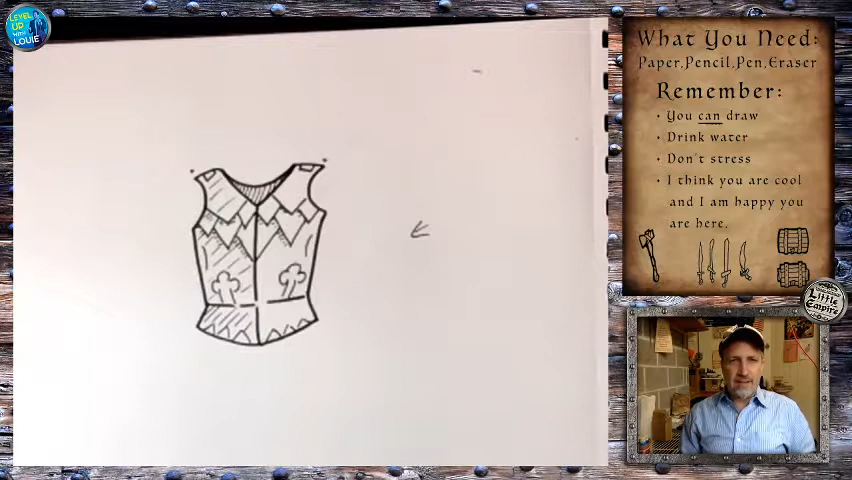 LEVEL
UP
WITH
LOUIE
What You Need:
Paper,Pencil,Pen,Eraser
Remember:
• You can draw
• Drink water
• Don't stress
• I think you are cool
and I am happy you
are here.
Little
Empire